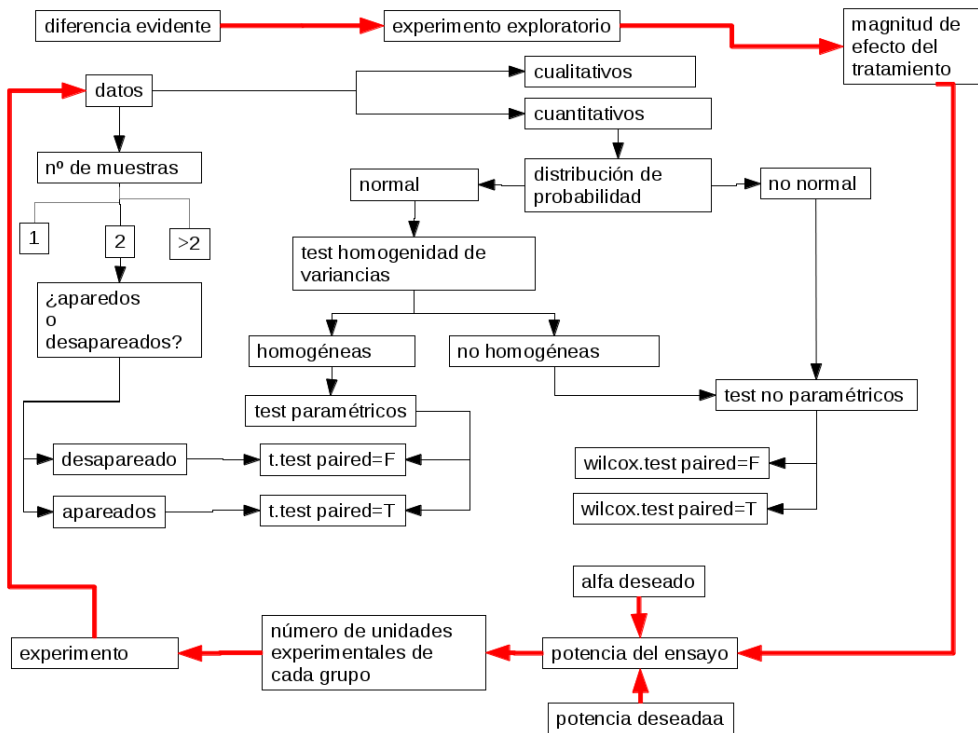 diferencia evidente
experimento exploratorio
magnitud de
efecto del
tratamiento
cualitativos
datos
cuantitativos
nº de muestras
distribución de
probabilidad
normal
no normal
1
2
>2
test homogenidad de
variancias
¿aparedos
o
desapareados?
homogéneas
no homogéneas
test no paramétricos
test paramétricos
desapareado
t.test paired=F
wilcox.test paired=F
apareados
t.test paired=T
wilcox.test paired=T
alfa deseado
experimento
número de unidades
experimentales de
cada grupo
potencia del ensayo
potencia deseadaa